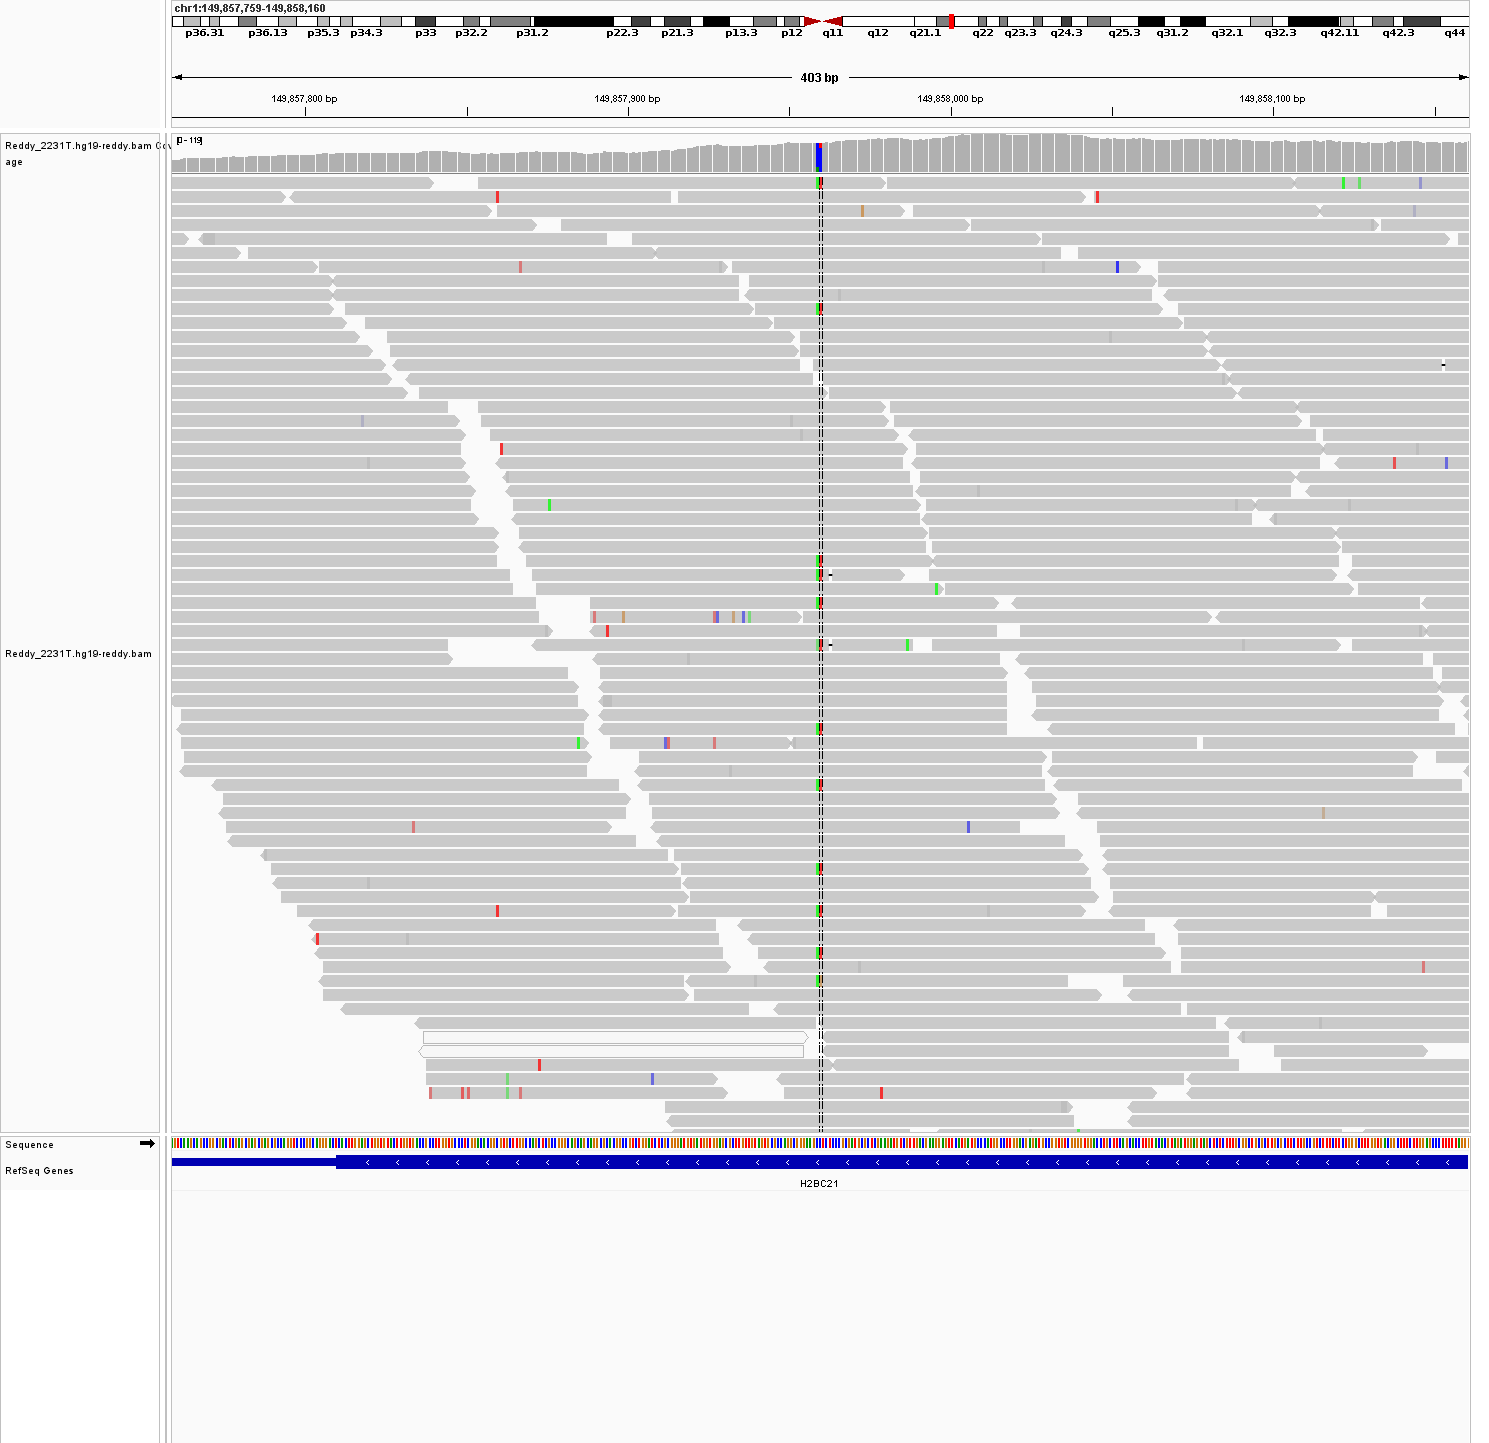 chr1:149,857,759-149,858,160
p36.31 p36.13 p35.3 p34.3 p33 p32.2 p31.2 p22.3 p21.3 p13.3 p12 q11 q12 q21.1 q22 q23.3 q24.3 q25.3 q31.2 q32.1 q32.3 q42.11 q42.3 q44
403 bp
149,857,800 bp 149,857,900 bp 149,858,000 bp 149,858,100 bp
[0 - 119]
Reddy_2231T.hg19-reddy.bam Cov
age
Reddy_2231T.hg19-reddy.bam
Sequence
RefSeq Genes
H2BC21